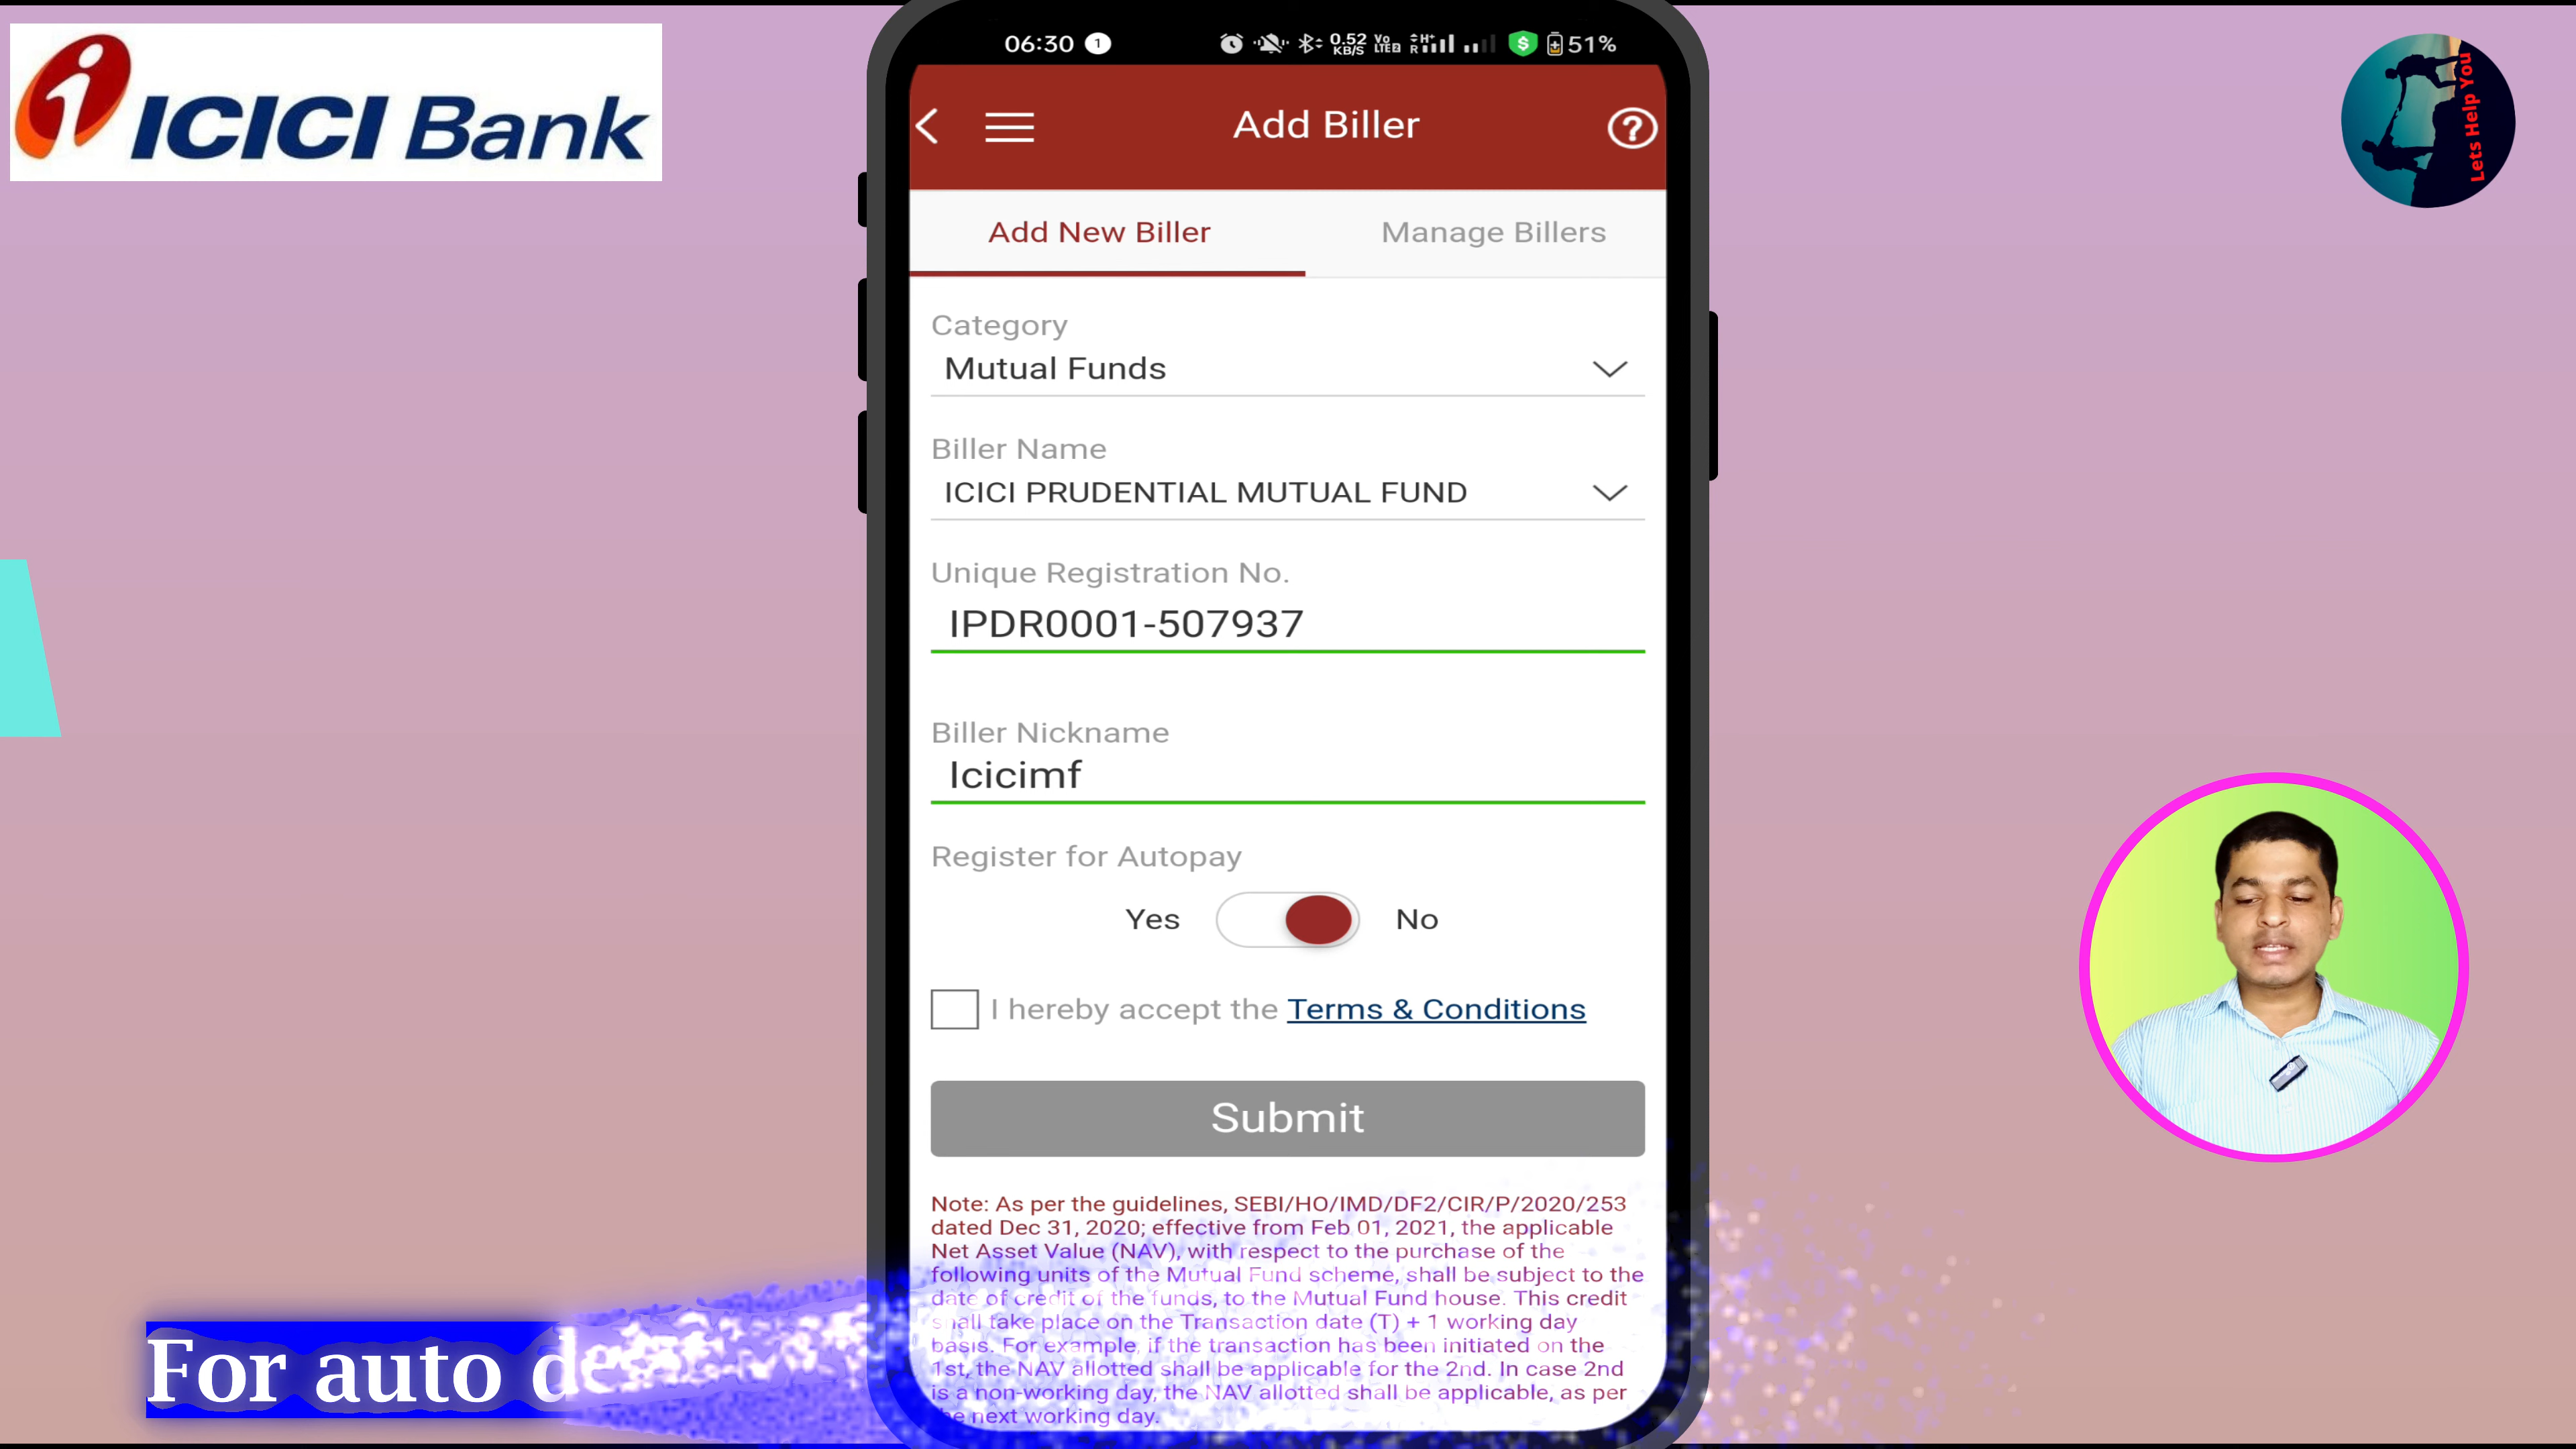 ICICI Bank
Lets Help You
06:30 1
0.52 KB/S Vo LTE2 R H+ 51%
Add Biller
Add New Biller
Manage Billers
Category
Mutual Funds
Biller Name
ICICI PRUDENTIAL MUTUAL FUND
Unique Registration No.
IPDR0001-507937
Biller Nickname
Icicimf
Register for Autopay
Yes No
I hereby accept the Terms & Conditions
Submit
Note: As per the guidelines, SEBI/HO/IMD/DF2/CIR/P/2020/253
dated Dec 31, 2020; effective from Feb 01, 2021, the applicable
Net Asset Value (NAV), with respect to the purchase of the
following units of the Mutual Fund scheme, shall be subject to the
date of credit of the funds, to the Mutual Fund house. This credit
shall take place on the Transaction date (T) + 1 working day
basis. For example, if the transaction has been initiated on the
1st, the NAV allotted shall be applicable for the 2nd. In case 2nd
is a non-working day, the NAV allotted shall be applicable, as per
the next working day.
For auto